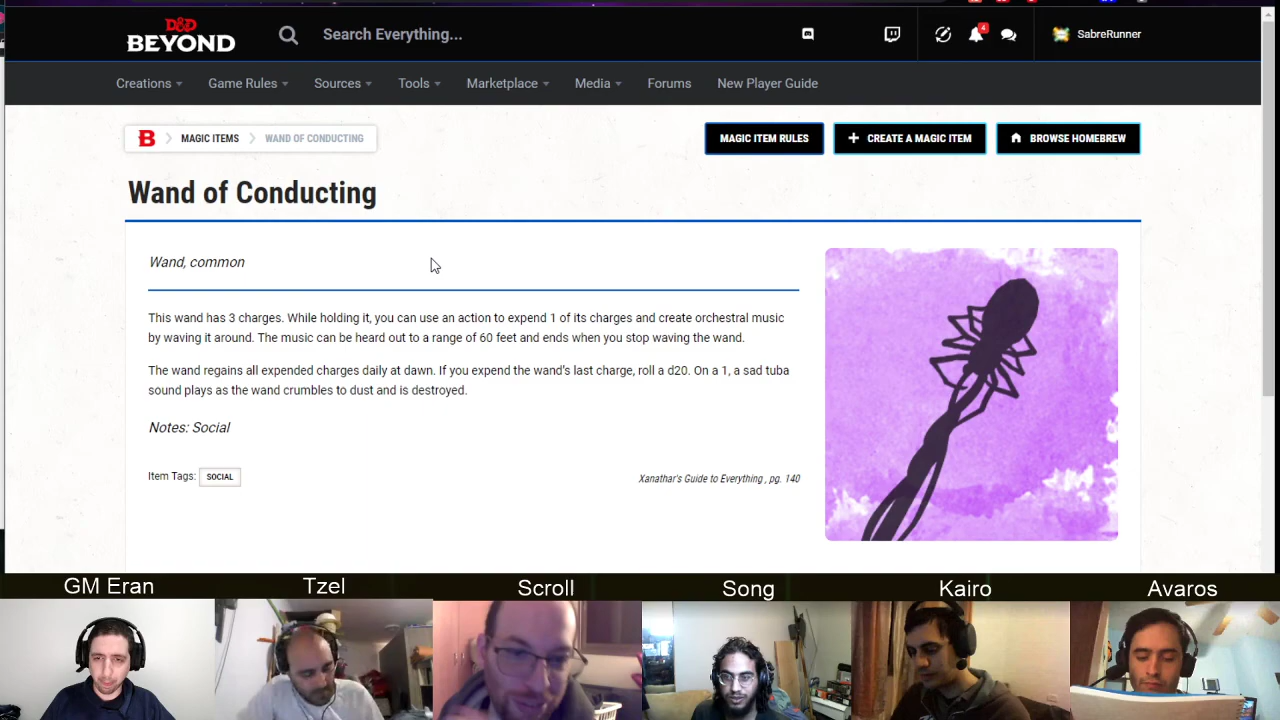 D&D
BEYOND
Search Everything...
4
SabreRunner
Creations
Game Rules
Sources
Tools
Marketplace
Media
Forums
New Player Guide
B
MAGIC ITEMS
WAND OF CONDUCTING
MAGIC ITEM RULES
CREATE A MAGIC ITEM
BROWSE HOMEBREW
Wand of Conducting
Wand, common
This wand has 3 charges. While holding it, you can use an action to expend 1 of its charges and create orchestral music
by waving it around. The music can be heard out to a range of 60 feet and ends when you stop waving the wand.
The wand regains all expended charges daily at dawn. If you expend the wand's last charge, roll a d20. On a 1, a sad tuba
sound plays as the wand crumbles to dust and is destroyed.
Notes: Social
Item Tags: SOCIAL
Xanathar's Guide to Everything , pg. 140
GM Eran
Tzel
Scroll
Song
Kairo
Avaros